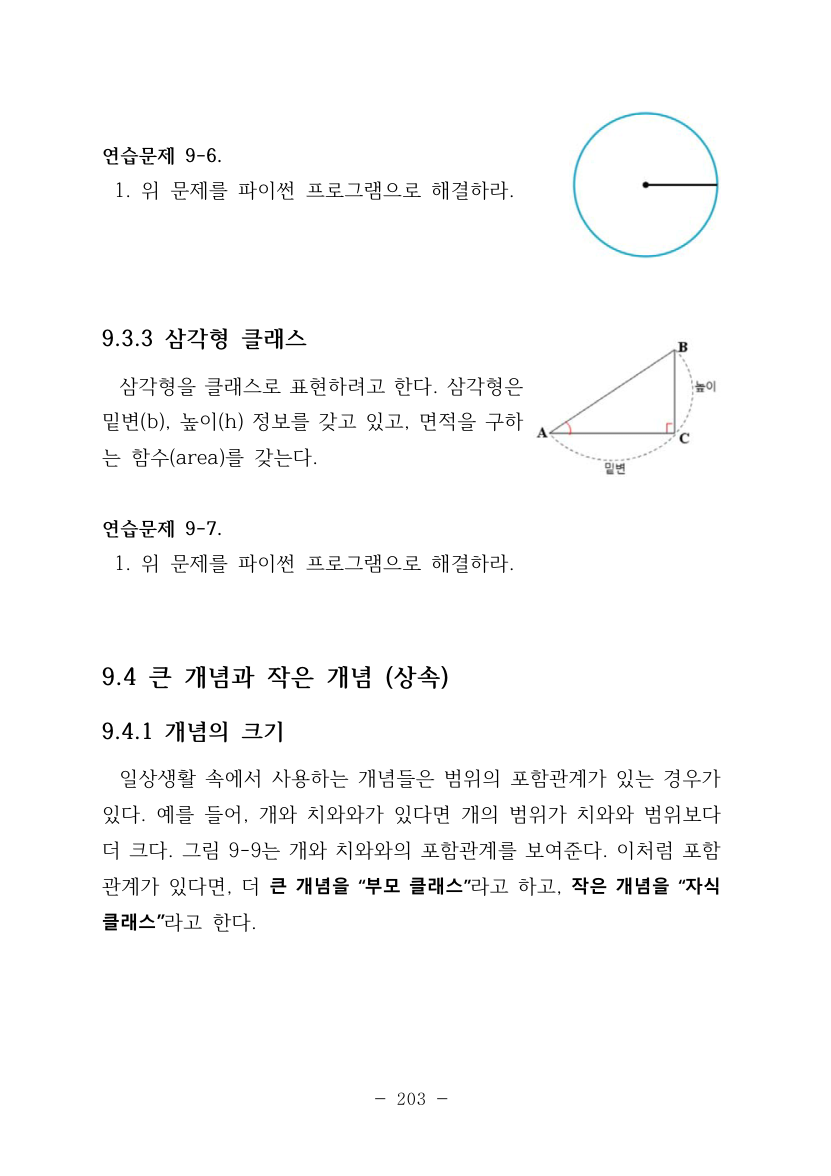 연습문제 9-6.
1. 위 문제를 파이썬 프로그램으로 해결하라.
9.3.3 삼각형 클래스
삼각형을 클래스로 표현하려고 한다. 삼각형은
밑변(b), 높이(h) 정보를 갖고 있고, 면적을 구하
는 함수(area)를 갖는다.
B
높이
A
C
밑변
연습문제 9-7.
1. 위 문제를 파이썬 프로그램으로 해결하라.
9.4 큰 개념과 작은 개념 (상속)
9.4.1 개념의 크기
일상생활 속에서 사용하는 개념들은 범위의 포함관계가 있는 경우가
있다. 예를 들어, 개와 치와와가 있다면 개의 범위가 치와와 범위보다
더 크다. 그림 9-9는 개와 치와와의 포함관계를 보여준다. 이처럼 포함
관계가 있다면, 더 큰 개념을 “부모 클래스”라고 하고, 작은 개념을 “자식
클래스”라고 한다.
- 203 -